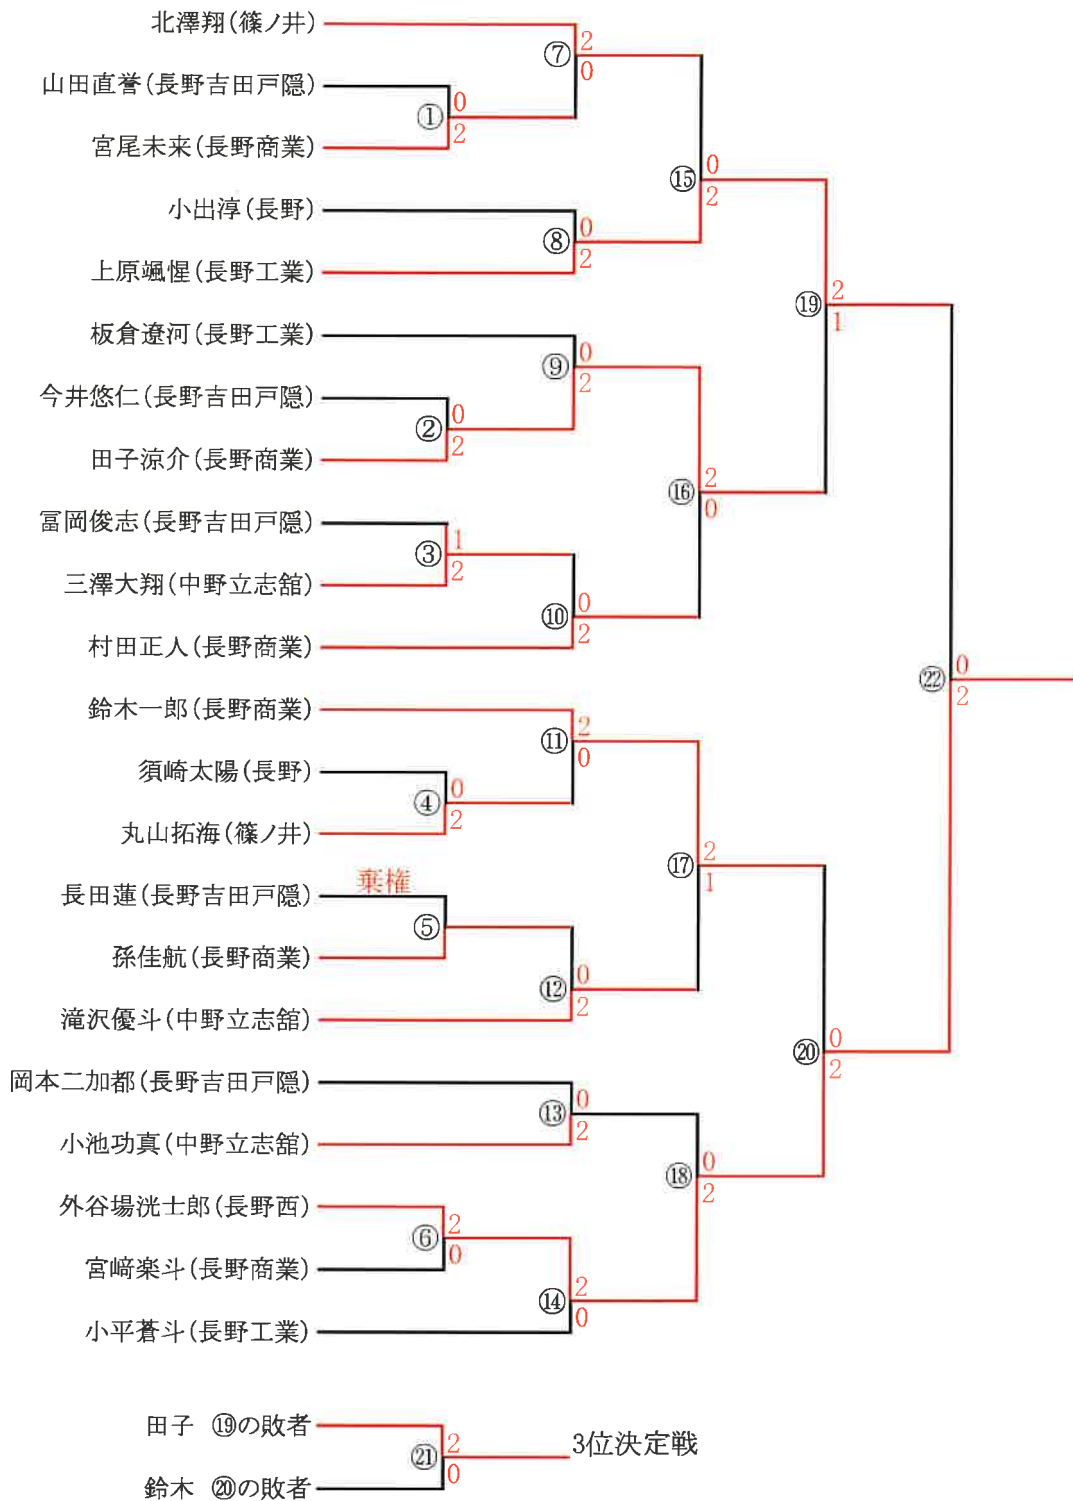 北澤翔(篠ノ井)
2
⑦
0
山田直誉(長野吉田戸隠)
0
①
2
宮尾未来(長野商業)
0
⑮
2
小出淳(長野)
0
⑧
2
上原颯惺(長野工業)
2
⑲
1
板倉遼河(長野工業)
0
⑨
2
今井悠仁(長野吉田戸隠)
0
②
2
田子涼介(長野商業)
2
⑯
0
冨岡俊志(長野吉田戸隠)
1
③
2
三澤大翔(中野立志舘)
0
⑩
2
村田正人(長野商業)
0
㉒
2
鈴木一郎(長野商業)
2
⑪
0
須崎太陽(長野)
0
④
2
丸山拓海(篠ノ井)
2
⑰
1
長田蓮(長野吉田戸隠)
棄権
⑤
孫佳航(長野商業)
0
⑫
2
滝沢優斗(中野立志舘)
0
⑳
2
岡本二加都(長野吉田戸隠)
0
⑬
2
小池功真(中野立志舘)
0
⑱
2
外谷場洸士郎(長野西)
2
⑥
0
宮﨑楽斗(長野商業)
2
⑭
0
小平蒼斗(長野工業)
田子 ⑲の敗者
2
㉑
0
3位決定戦
鈴木 ⑳の敗者